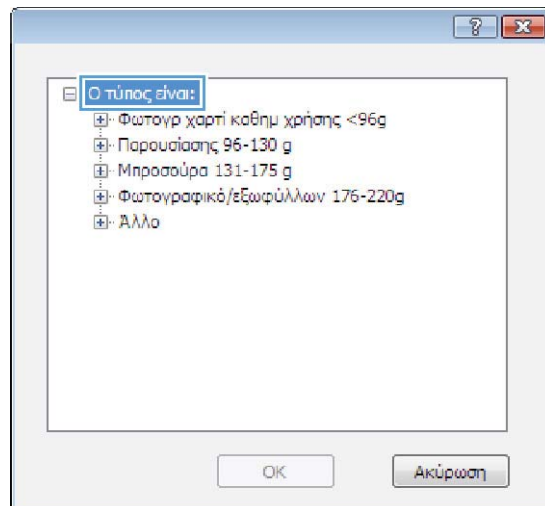 Ο τύπος είναι:
Φωτογρ χαρτί καθημ χρήσης <96g
Παρουσίασης 96-130 g
Μπροσούρα 131-175 g
Φωτογραφικό/εξωφύλλων 176-220g
Άλλο
OK
Ακύρωση